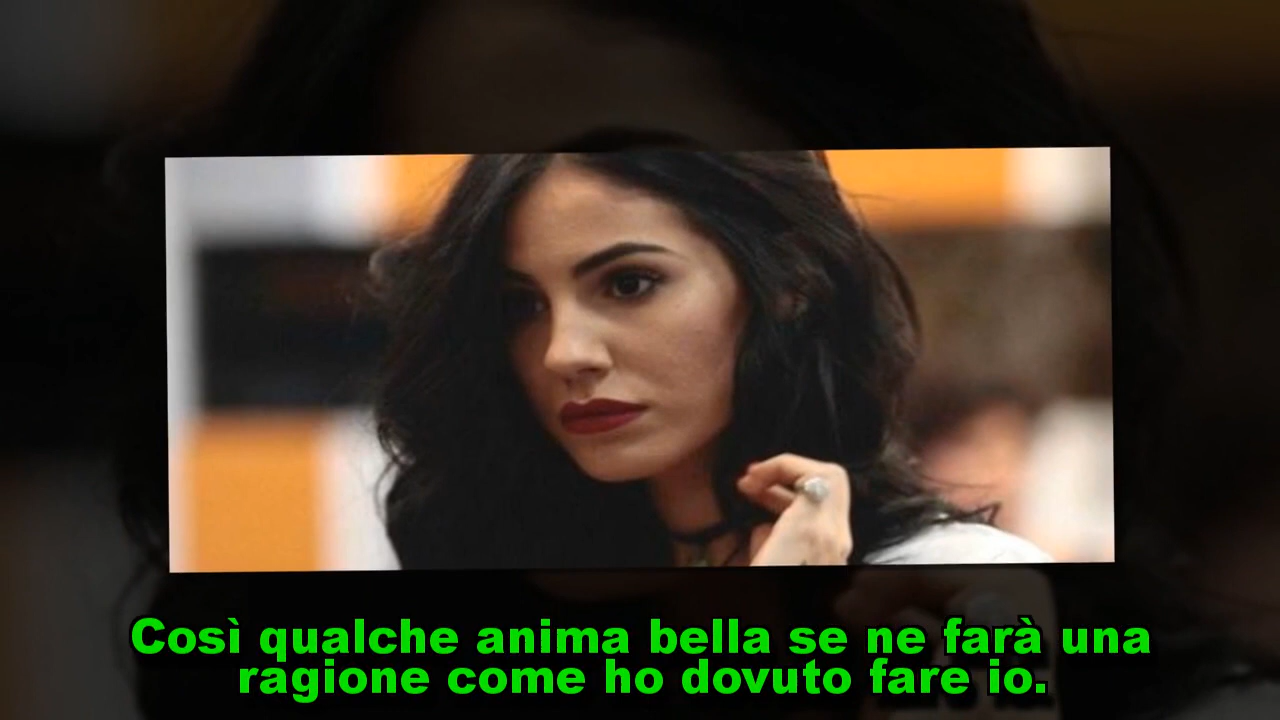 Così qualche anima bella se ne farà una
ragione come ho dovuto fare io.